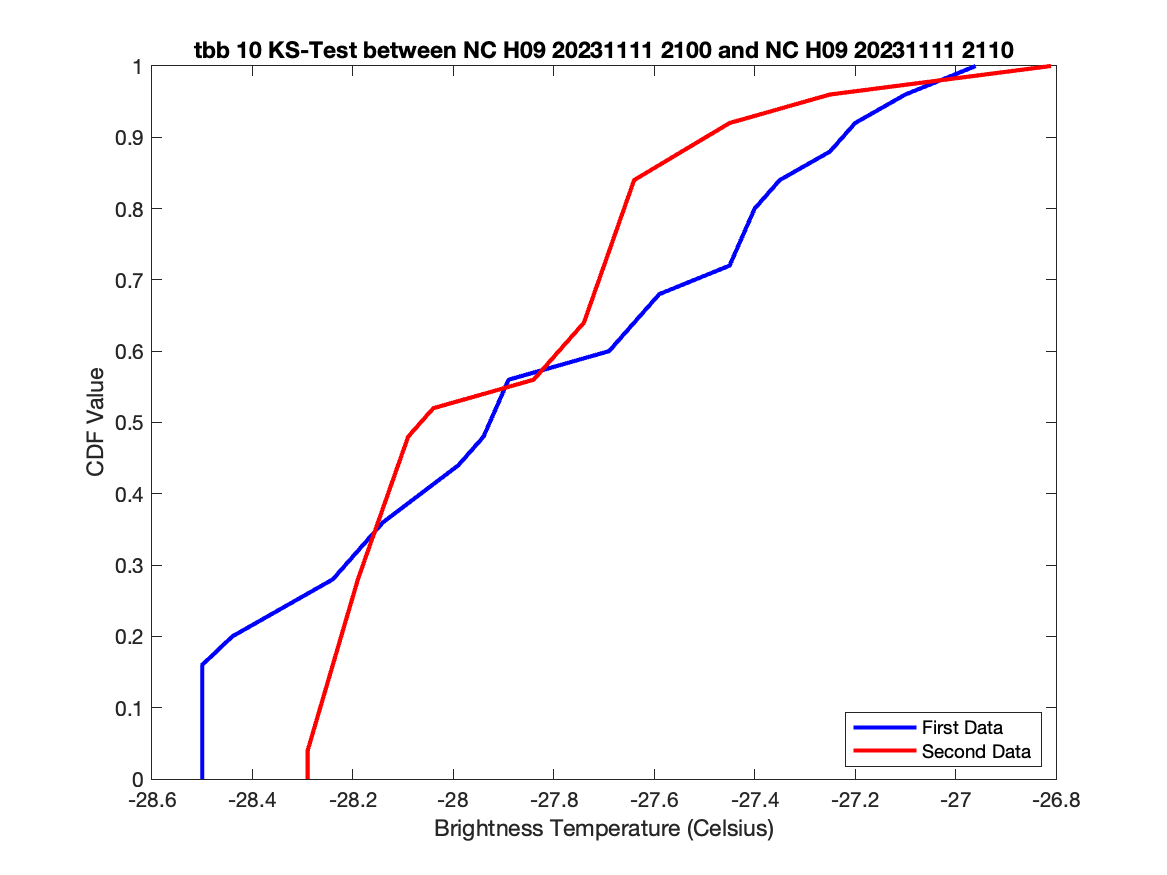 tbb 10 KS-Test between NC H09 20231111 2100 and NC H09 20231111 2110
1
0.9
0.8
0.7
0.6
0.5
0.4
0.3
0.2
0.1
0
CDF Value
First Data
Second Data
-28.6 -28.4 -28.2 -28 -27.8 -27.6 -27.4 -27.2 -27 -26.8
Brightness Temperature (Celsius)